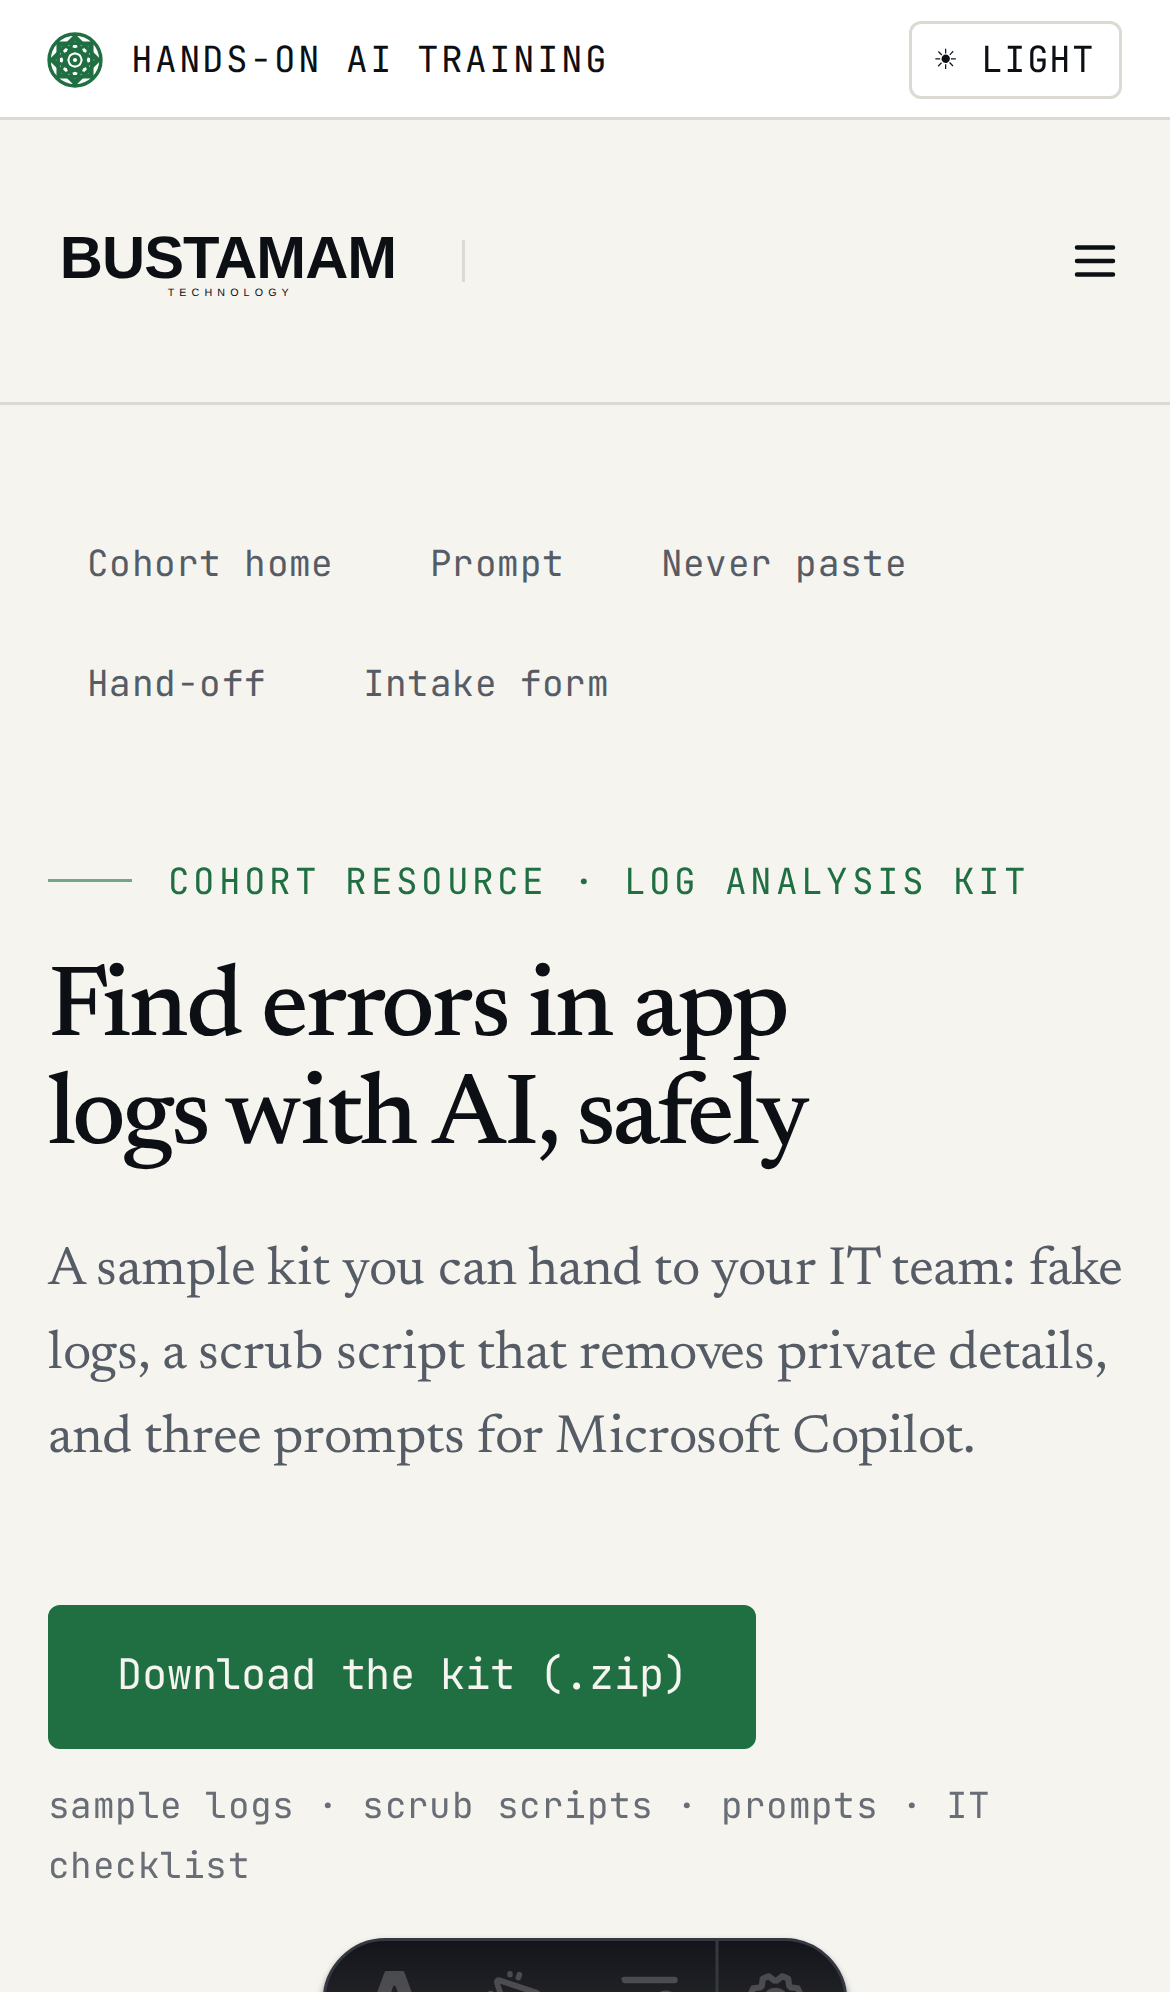 HANDS-ON AI TRAINING
☀ LIGHT
BUSTAMAM
TECHNOLOGY
Cohort home Prompt Never paste
Hand-off Intake form
COHORT RESOURCE · LOG ANALYSIS KIT
Find errors in app
logs with AI, safely
A sample kit you can hand to your IT team: fake
logs, a scrub script that removes private details,
and three prompts for Microsoft Copilot.
Download the kit (.zip)
sample logs · scrub scripts · prompts · IT
checklist